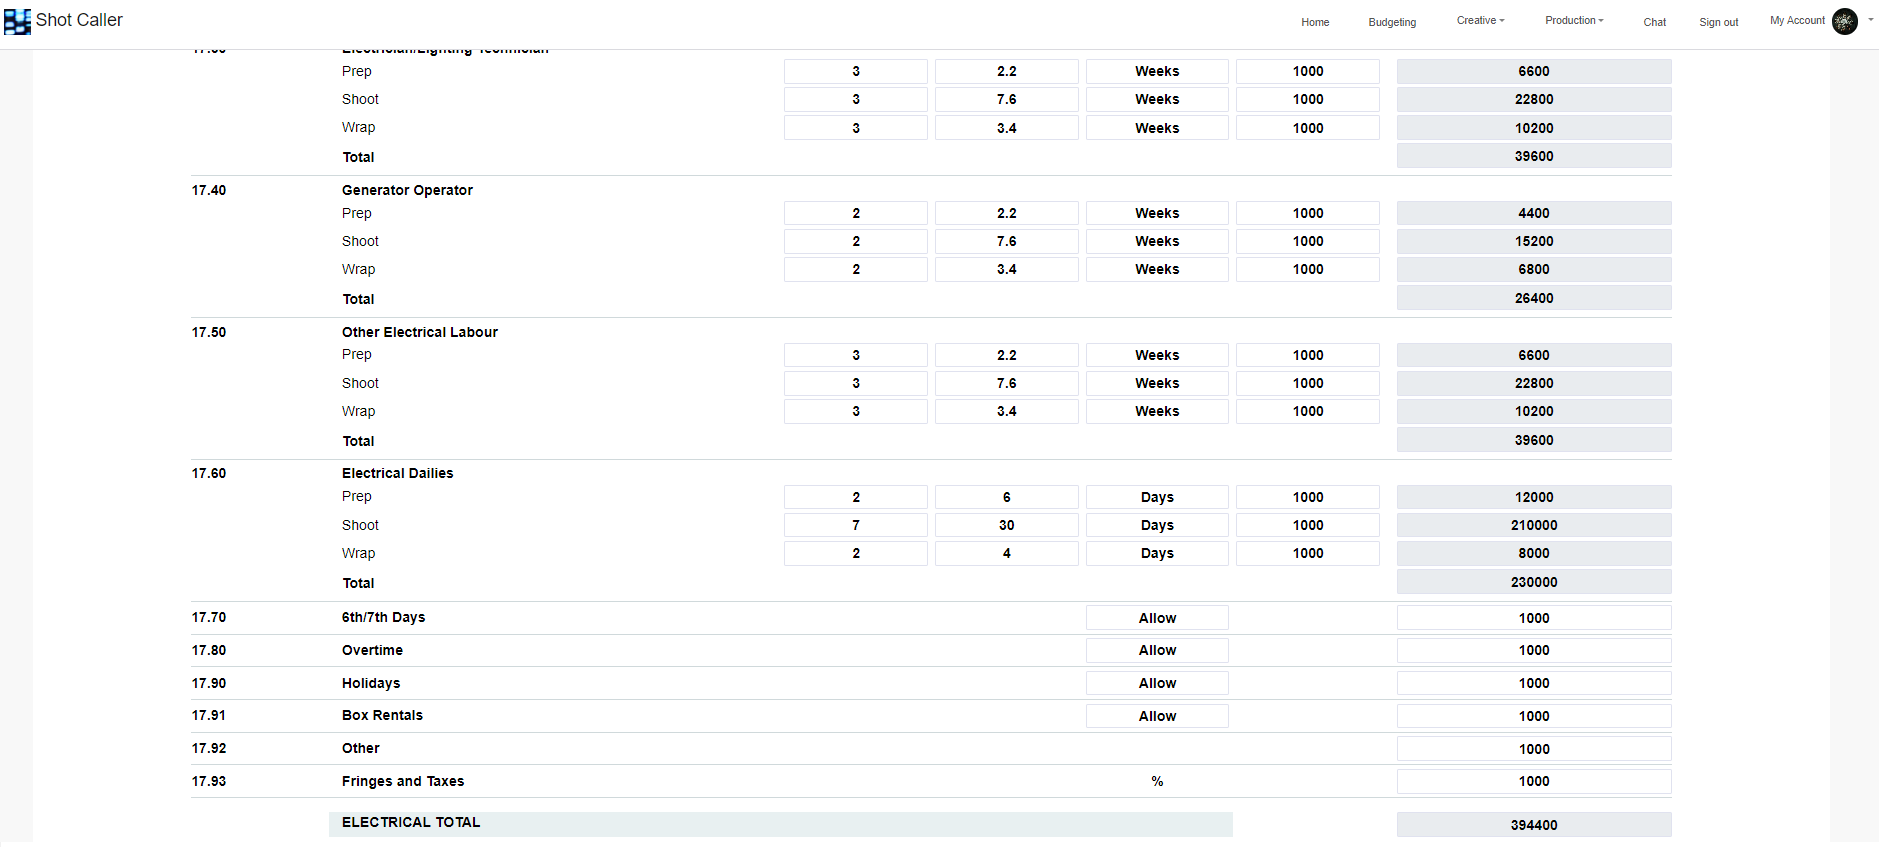 Shot Caller Home Budgeting Creative Production Chat Sign out My Account
Electrician/Lighting Technician
Prep 3 2.2 Weeks 1000 6600
Shoot 3 7.6 Weeks 1000 22800
Wrap 3 3.4 Weeks 1000 10200
Total 39600
17.40 Generator Operator
Prep 2 2.2 Weeks 1000 4400
Shoot 2 7.6 Weeks 1000 15200
Wrap 2 3.4 Weeks 1000 6800
Total 26400
17.50 Other Electrical Labour
Prep 3 2.2 Weeks 1000 6600
Shoot 3 7.6 Weeks 1000 22800
Wrap 3 3.4 Weeks 1000 10200
Total 39600
17.60 Electrical Dailies
Prep 2 6 Days 1000 12000
Shoot 7 30 Days 1000 210000
Wrap 2 4 Days 1000 8000
Total 230000
17.70 6th/7th Days Allow 1000
17.80 Overtime Allow 1000
17.90 Holidays Allow 1000
17.91 Box Rentals Allow 1000
17.92 Other 1000
17.93 Fringes and Taxes % 1000
ELECTRICAL TOTAL 394400